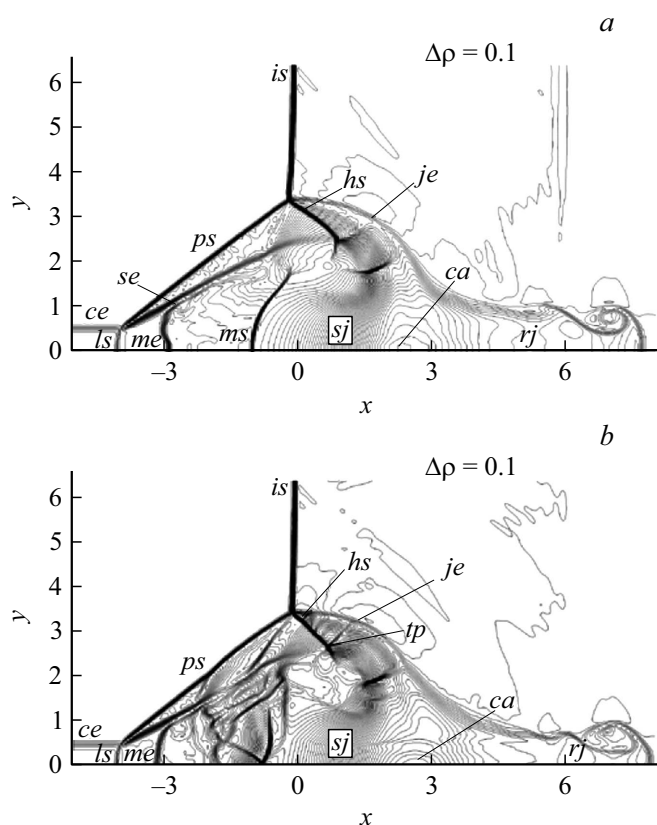 a
Δρ = 0.1
6
is
5
4
hs
je
y
3
ps
2
se
ca
1
ce
ls
me
ms
sj
rj
0
−3
0
3
6
x
b
Δρ = 0.1
6
is
5
hs
je
4
y
3
tp
ps
2
ca
1
ce
ls
me
sj
rj
0
−3
0
3
6
x